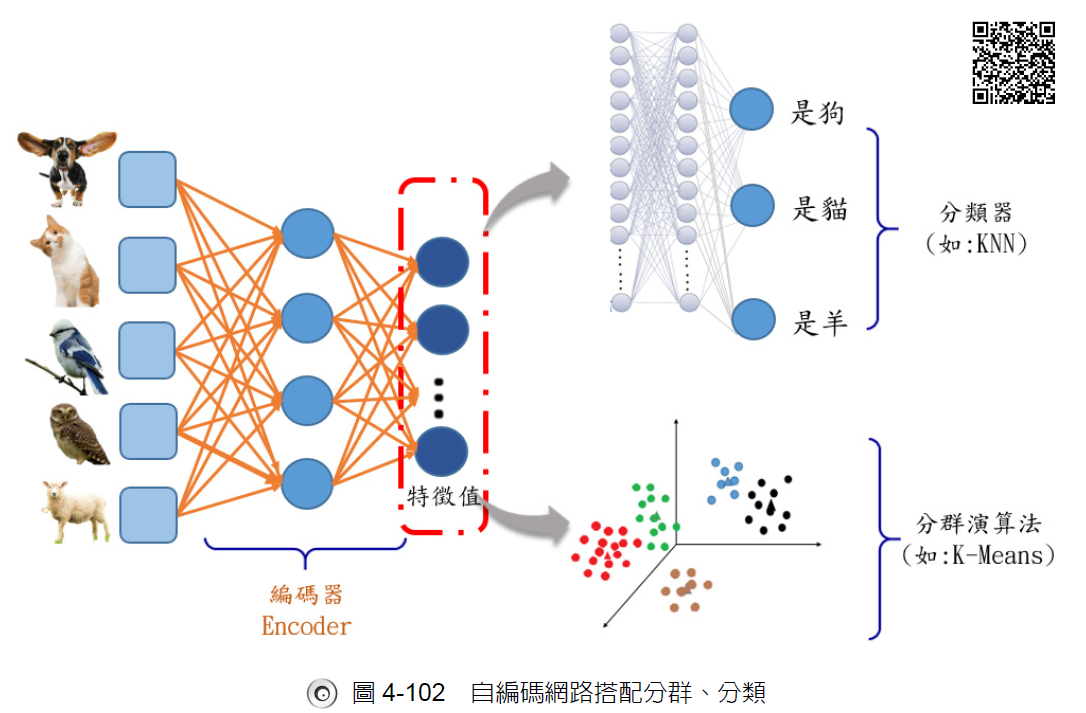 是狗
是貓
是羊
分類器
(如:KNN)
特徵值
分群演算法
(如:K-Means)
編碼器
Encoder
圖 4-102 自編碼網路搭配分群、分類